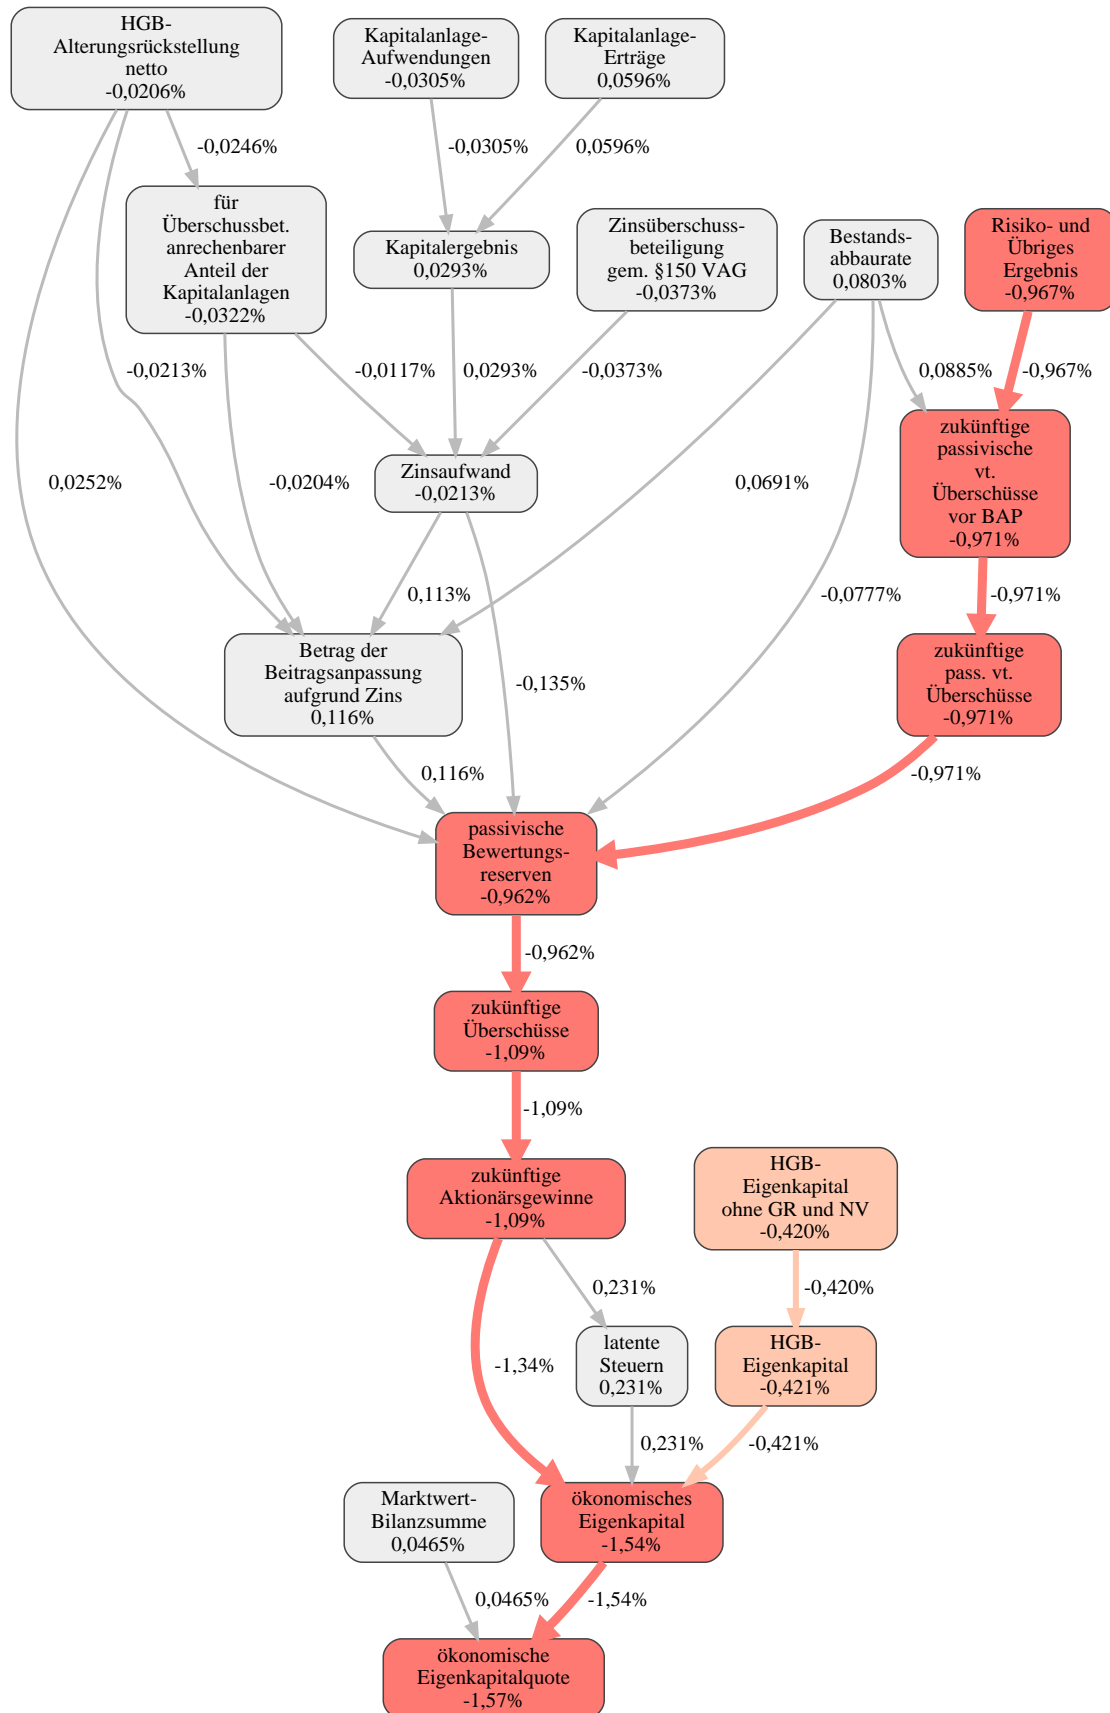 HGB-
Alterungsrückstellung
netto
-0,0206%
Kapitalanlage-
Aufwendungen
-0,0305%
Kapitalanlage-
Erträge
0,0596%
-0,0246%
-0,0305%
0,0596%
für
Überschussbet.
anrechenbarer
Anteil der
Kapitalanlagen
-0,0322%
Kapitalergebnis
0,0293%
Zinsüberschuss-
beteiligung
gem. §150 VAG
-0,0373%
Bestands-
abbaurate
0,0803%
Risiko- und
Übriges
Ergebnis
-0,967%
-0,0213%
-0,0117%
0,0293%
-0,0373%
0,0885%
-0,967%
zukünftige
passivische
vt.
Überschüsse
vor BAP
-0,971%
0,0252%
-0,0204%
Zinsaufwand
-0,0213%
0,0691%
0,113%
-0,0777%
-0,971%
Betrag der
Beitragsanpassung
aufgrund Zins
0,116%
-0,135%
zukünftige
pass. vt.
Überschüsse
-0,971%
0,116%
-0,971%
passivische
Bewertungs-
reserven
-0,962%
-0,962%
zukünftige
Überschüsse
-1,09%
-1,09%
zukünftige
Aktionärsgewinne
-1,09%
HGB-
Eigenkapital
ohne GR und NV
-0,420%
0,231%
-0,420%
-1,34%
latente
Steuern
0,231%
HGB-
Eigenkapital
-0,421%
0,231%
-0,421%
Marktwert-
Bilanzsumme
0,0465%
ökonomisches
Eigenkapital
-1,54%
0,0465%
-1,54%
ökonomische
Eigenkapitalquote
-1,57%